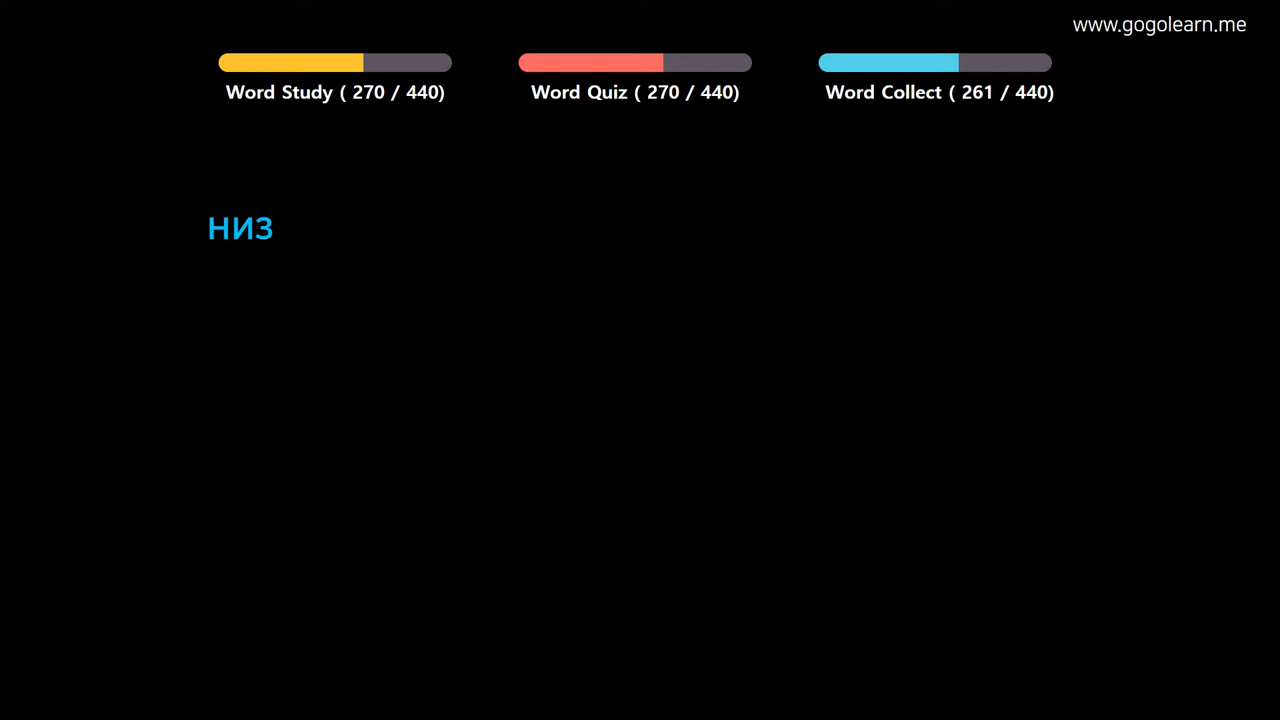 www.gogolearn.me
Word Study ( 270 / 440)
Word Quiz ( 270 / 440)
Word Collect ( 261 / 440)
низ